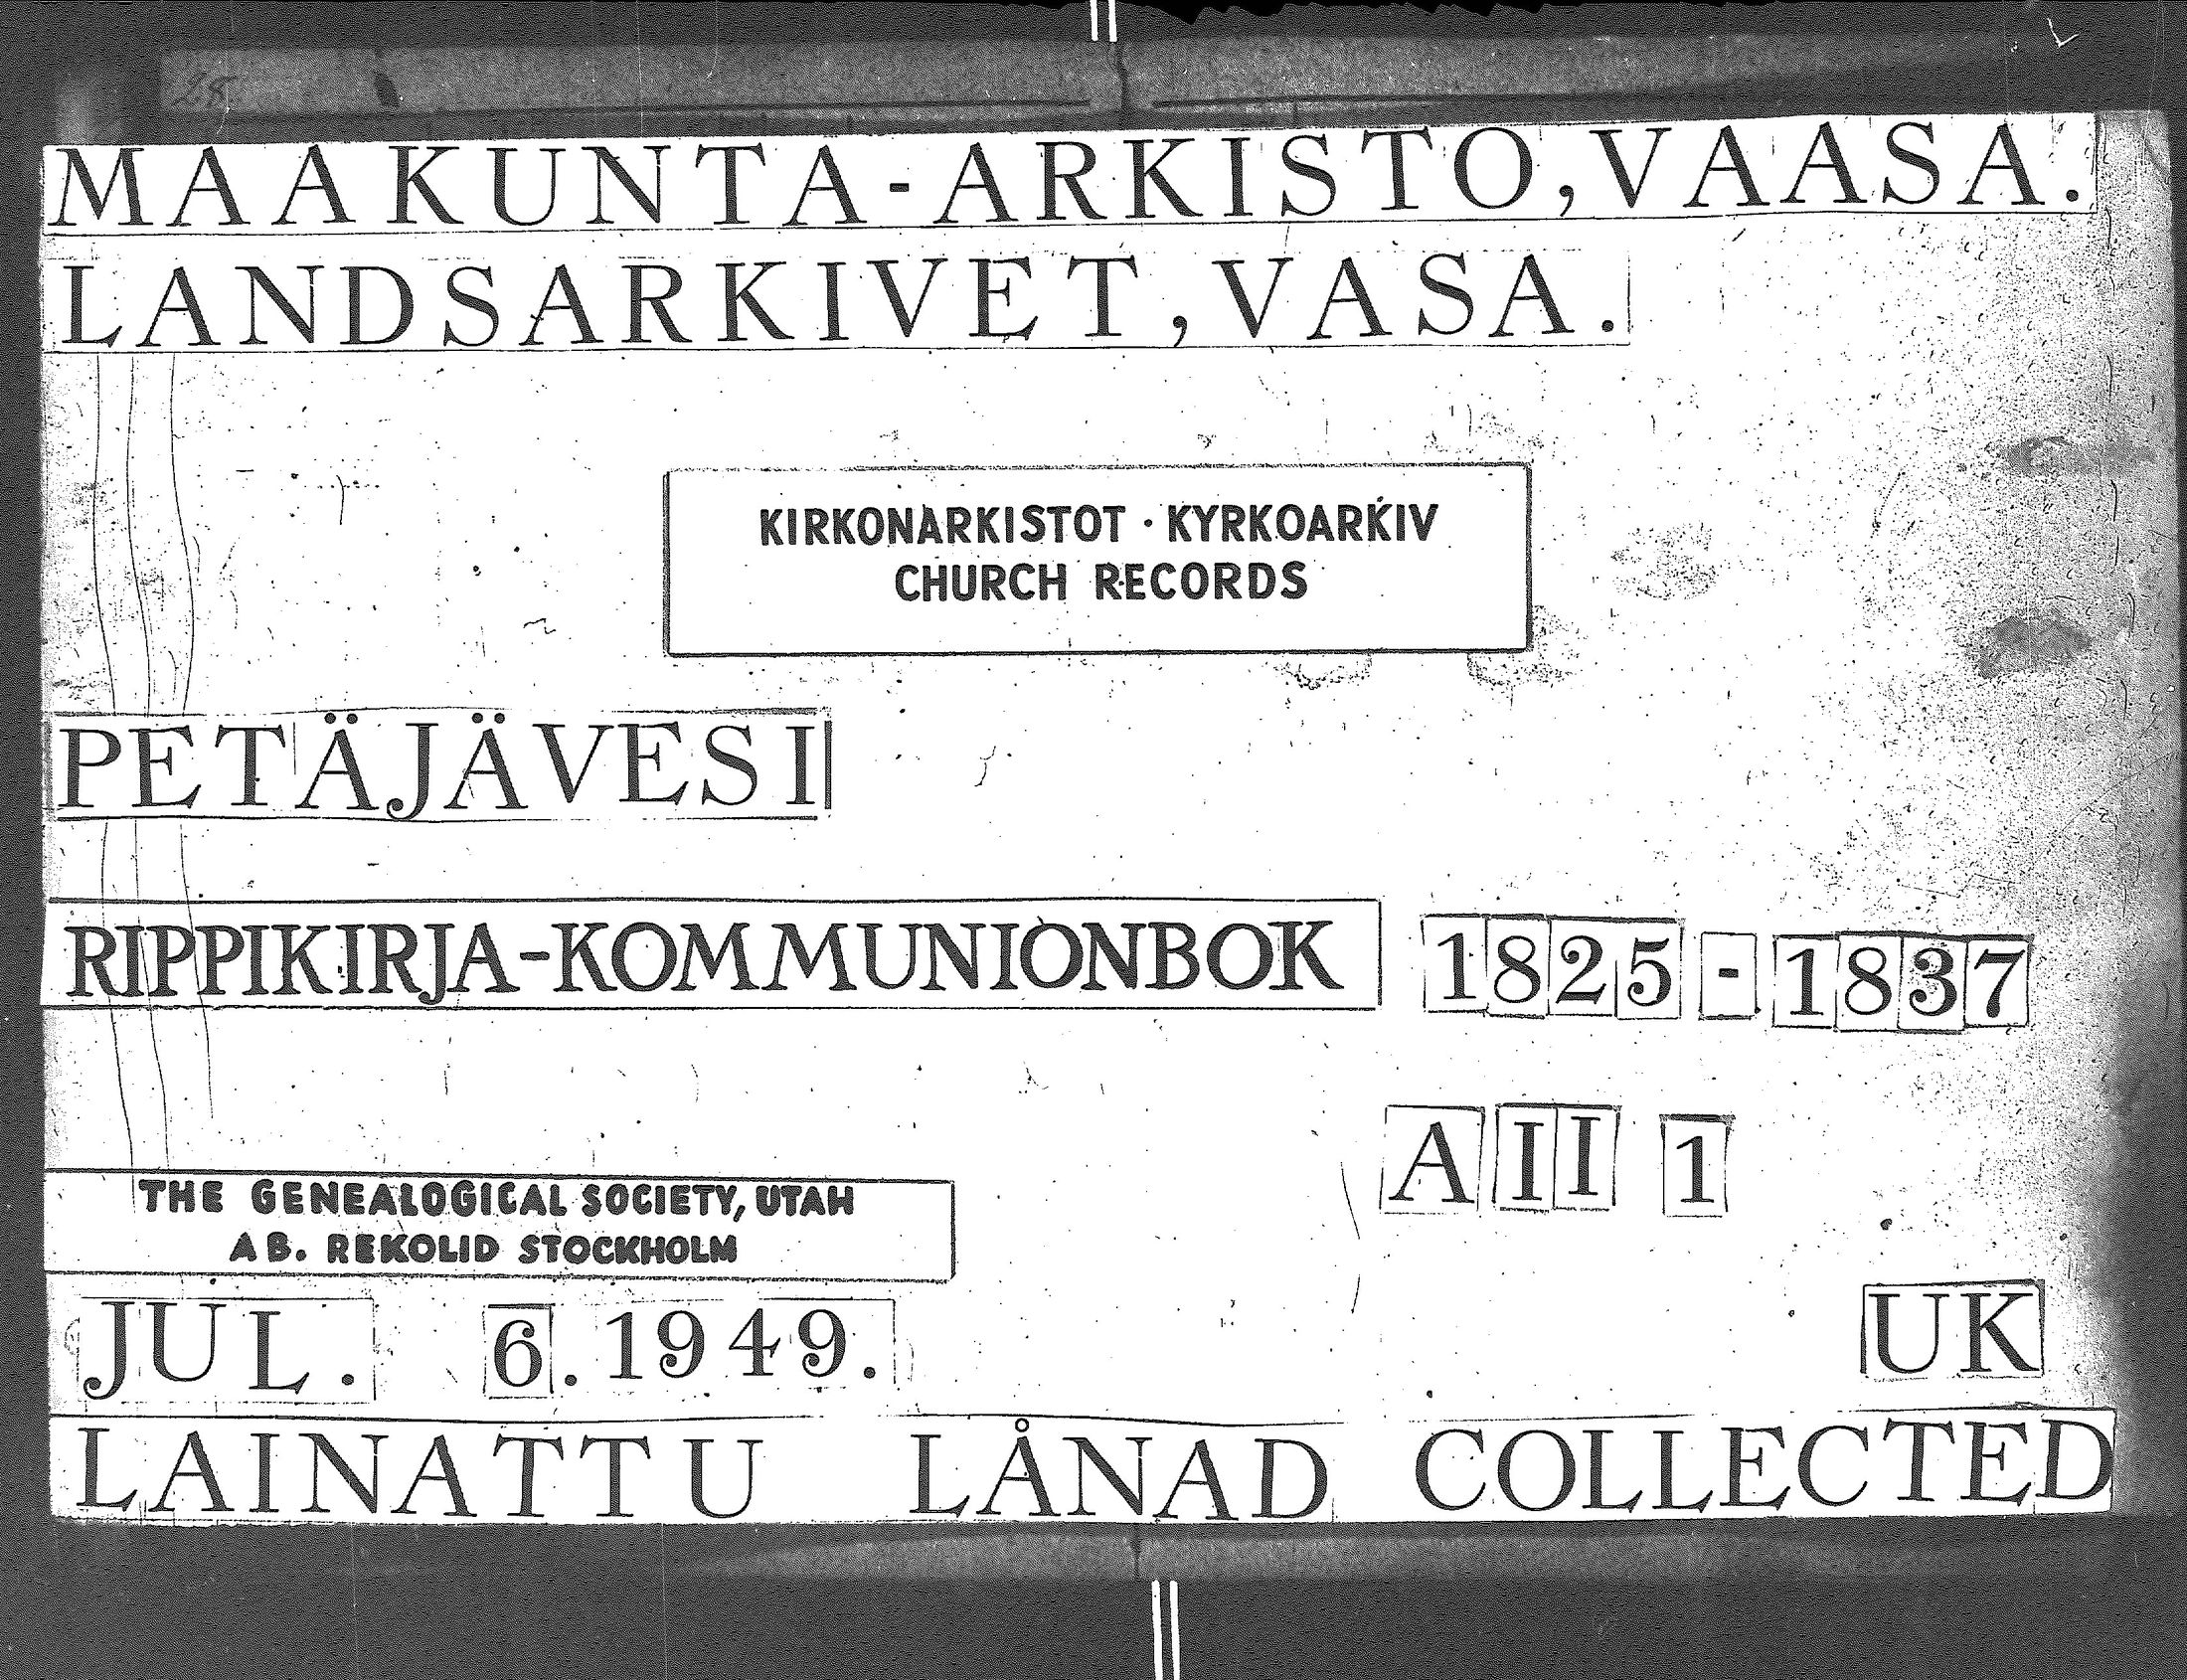 28
MAAKUNTA-ARKISTO, VAASA.
LANDSARKIVET, VASA.
KIRKONARKISTOT · KYRKOARKIV
CHURCH RECORDS
PETÄJÄVESI
RIPPIKIRJA-KOMMUNIONBOK 1825-1837
A II 1
THE GENEALOGICAL SOCIETY, UTAH
AB. REKOLID STOCKHOLM
JUL. 6. 1949.
UK
LAINATTU LÅNAD COLLECTED